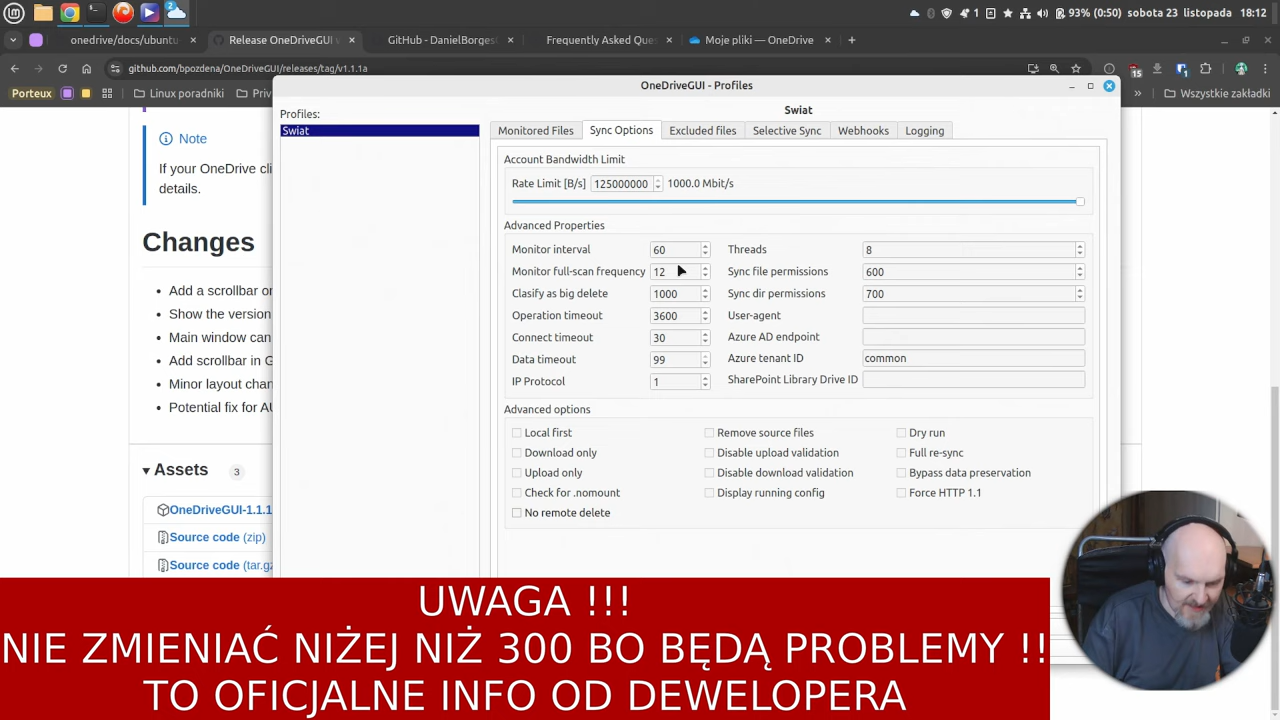 1
93% (0:50) sobota 23 listopada 18:12
onedrive/docs/ubuntu-
Release OneDriveGUI v
GitHub - DanielBorges
Frequently Asked Ques
Moje pliki — OneDrive
github.com/bpozdena/OneDriveGUI/releases/tag/v1.1.1a
15
Porteux
Linux poradniki
Wszystkie zakładki
OneDriveGUI - Profiles
Profiles:
Swiat
Swiat
Monitored Files
Sync Options
Excluded files
Selective Sync
Webhooks
Logging
Note
If your OneDrive cli
details.
Changes
Add a scrollbar on
Show the version
Main window can
Add scrollbar in G
Minor layout chan
Potential fix for AU
Assets 3
OneDriveGUI-1.1.1
Source code (zip)
Source code (tar.gz
Account Bandwidth Limit
Rate Limit [B/s] 125000000 1000.0 Mbit/s
Advanced Properties
Monitor interval 60 Threads 8
Monitor full-scan frequency 12 Sync file permissions 600
Clasify as big delete 1000 Sync dir permissions 700
Operation timeout 3600 User-agent
Connect timeout 30 Azure AD endpoint
Data timeout 99 Azure tenant ID common
IP Protocol 1 SharePoint Library Drive ID
Advanced options
Local first Remove source files Dry run
Download only Disable upload validation Full re-sync
Upload only Disable download validation Bypass data preservation
Check for .nomount Display running config Force HTTP 1.1
No remote delete
UWAGA !!!
NIE ZMIENIAĆ NIŻEJ NIŻ 300 BO BĘDĄ PROBLEMY !!
TO OFICJALNE INFO OD DEWELOPERA